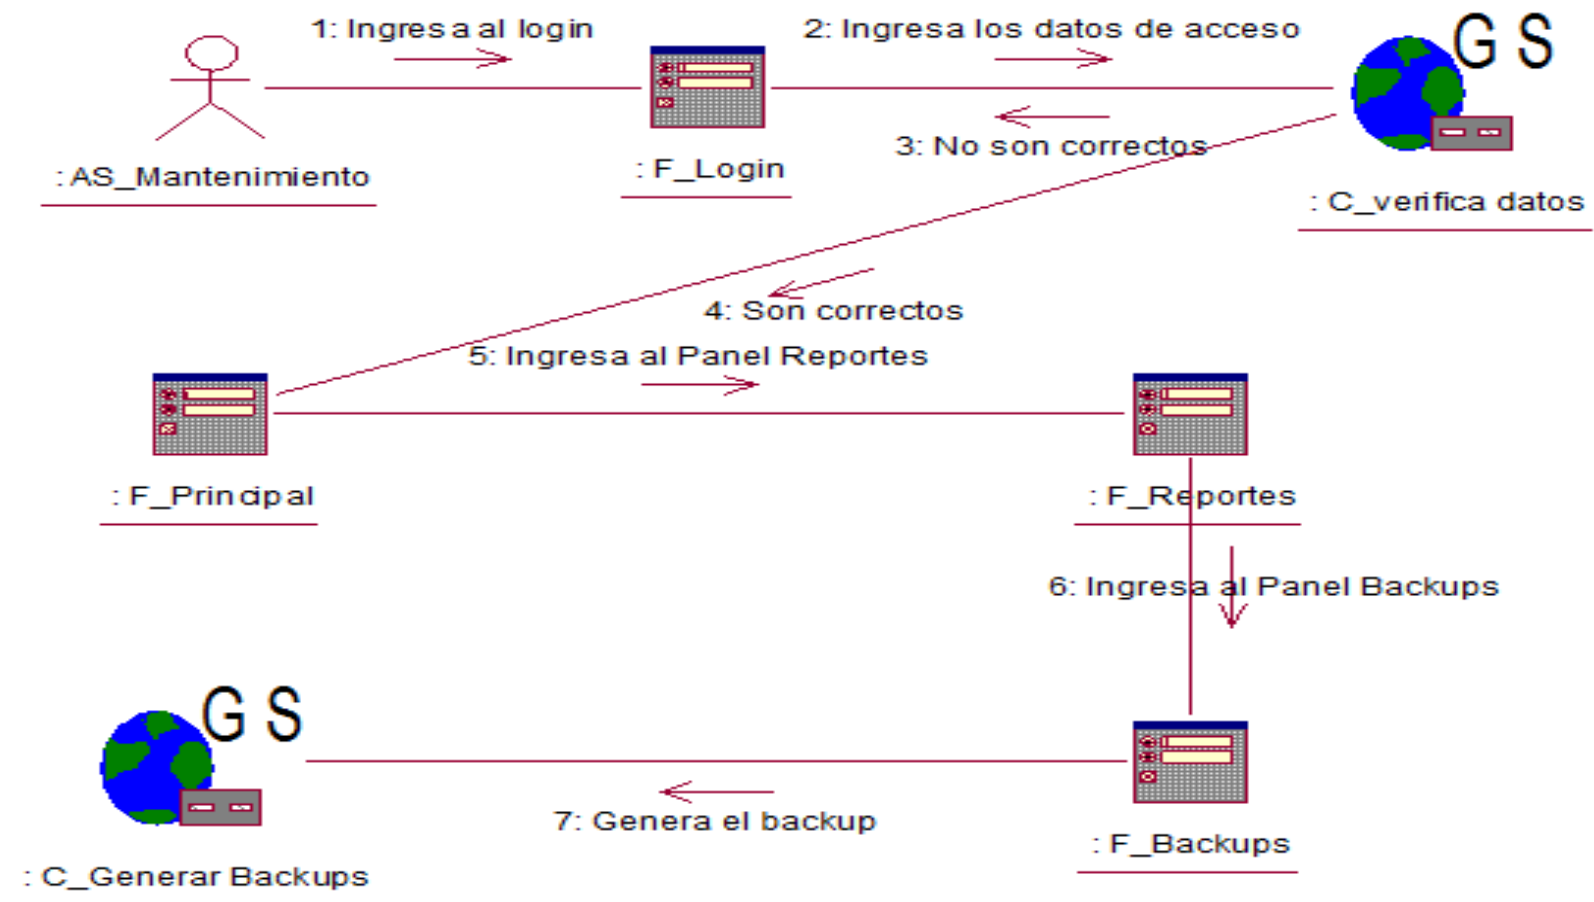 1: Ingresa al login
2: Ingresa los datos de acceso
G S
3: No son correctos
: AS_Mantenimiento
: F_Login
: C_verifica datos
4: Son correctos
5: Ingresa al Panel Reportes
: F_Principal
: F_Reportes
6: Ingresa al Panel Backups
G S
7: Genera el backup
: F_Backups
: C_Generar Backups